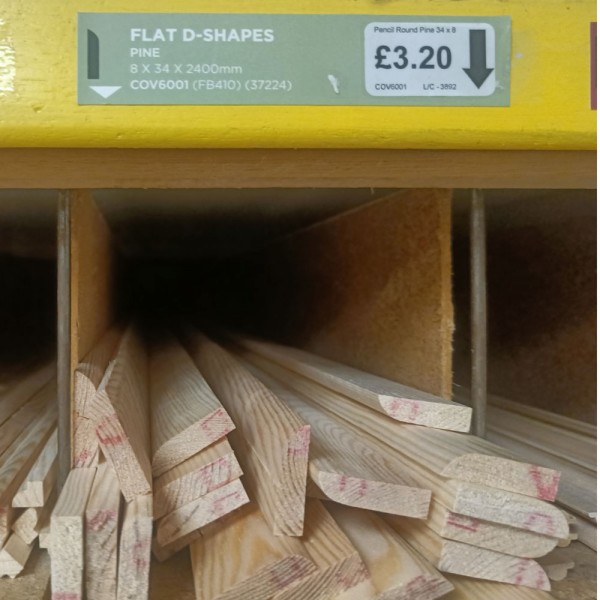 FLAT D-SHAPES
PINE
8 X 34 X 2400mm
COV6001 (FB410) (37224)
Pencil Round Pine 34 x 8
£3.20
COV6001 L/C - 3892